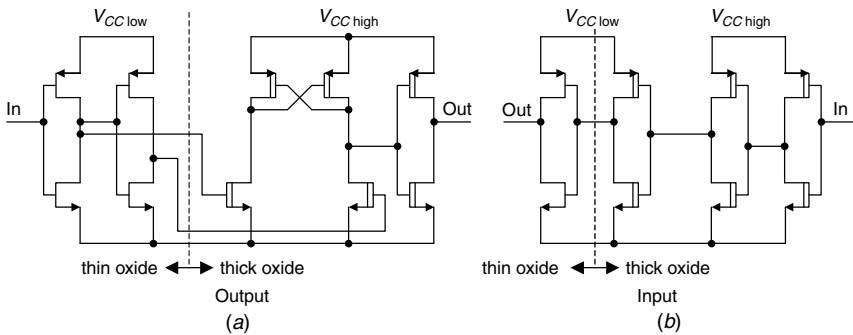 V_CC low
V_CC high
In
Out
thin oxide
thick oxide
Output
(a)
V_CC low
V_CC high
Out
In
thin oxide
thick oxide
Input
(b)